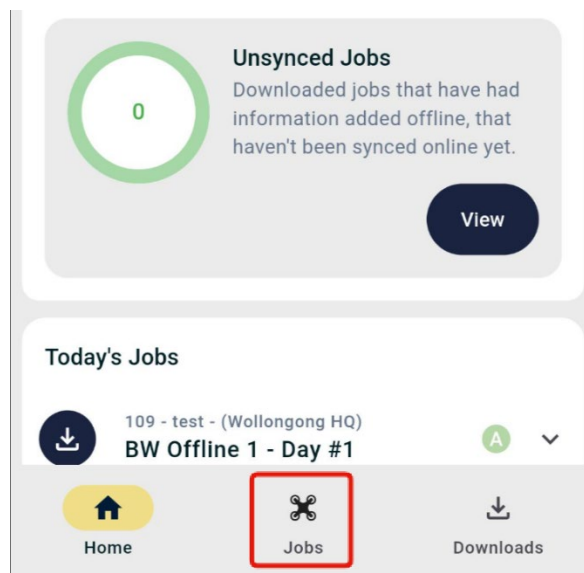 Unsynced Jobs
Downloaded jobs that have had
0
information added offline, that
haven't been synced online yet.
View
Today's Jobs
109 - test - (Wollongong HQ)
BW Offline 1 - Day #1
A
Home
Jobs
Downloads